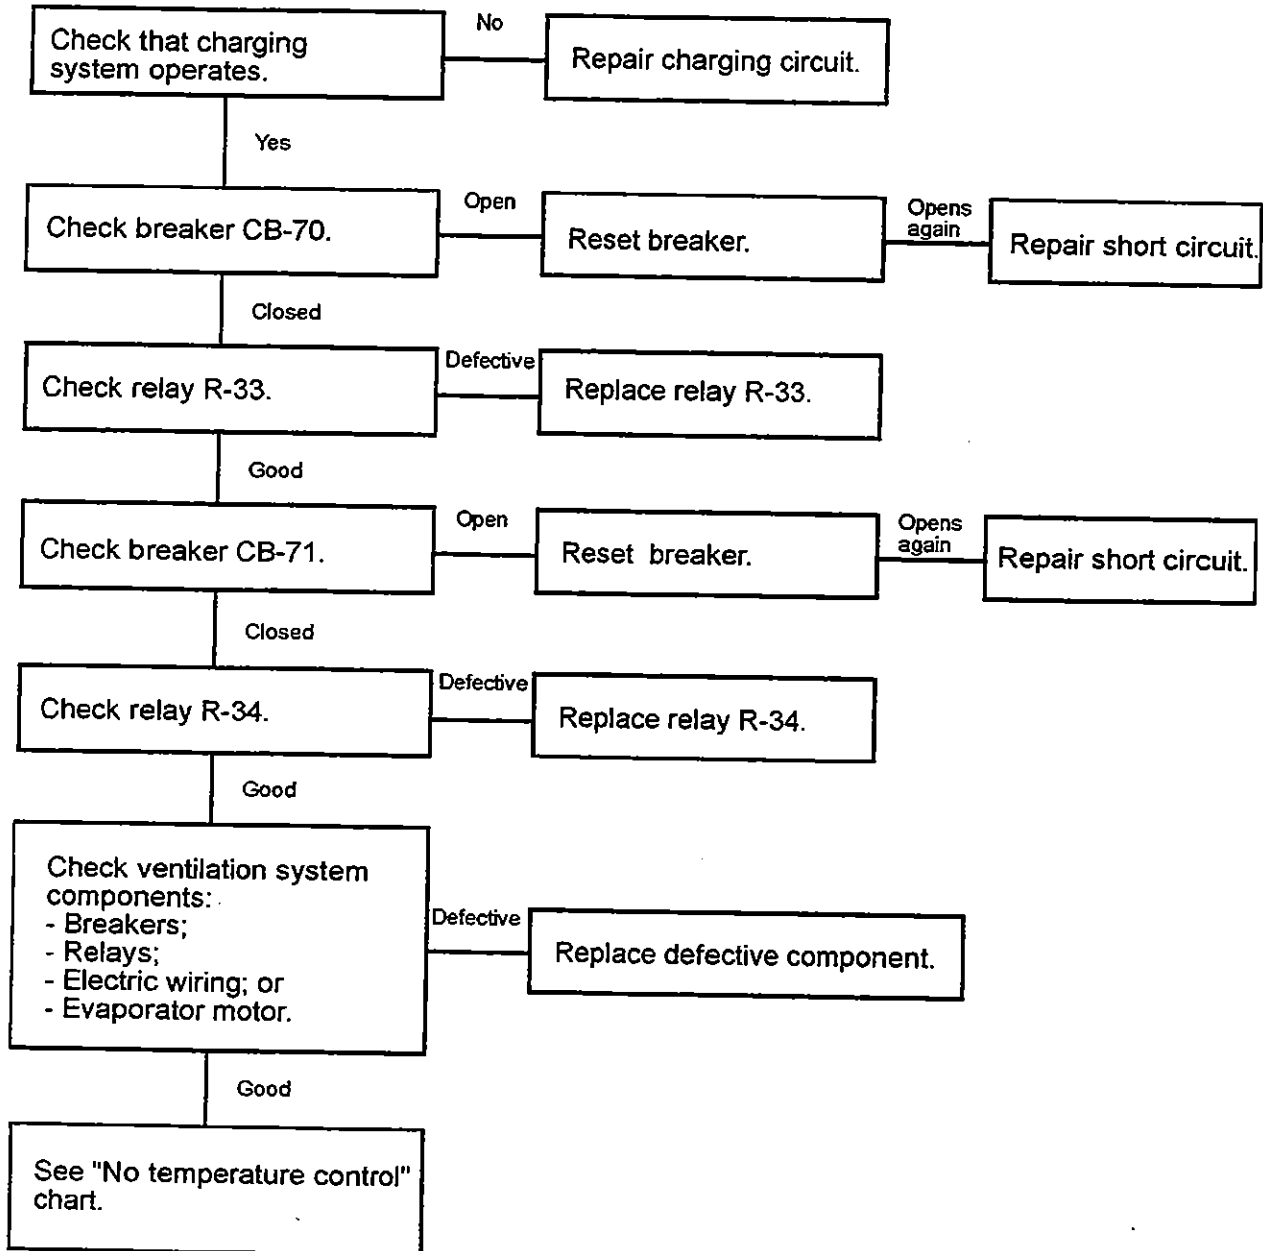 Check that charging
system operates.
No
Repair charging circuit.
Yes
Check breaker CB-70.
Open
Reset breaker.
Opens
again
Repair short circuit.
Closed
Check relay R-33.
Defective
Replace relay R-33.
Good
Check breaker CB-71.
Open
Reset breaker.
Opens
again
Repair short circuit.
Closed
Check relay R-34.
Defective
Replace relay R-34.
Good
Check ventilation system
components:
- Breakers;
- Relays;
- Electric wiring; or
- Evaporator motor.
Defective
Replace defective component.
Good
See "No temperature control"
chart.